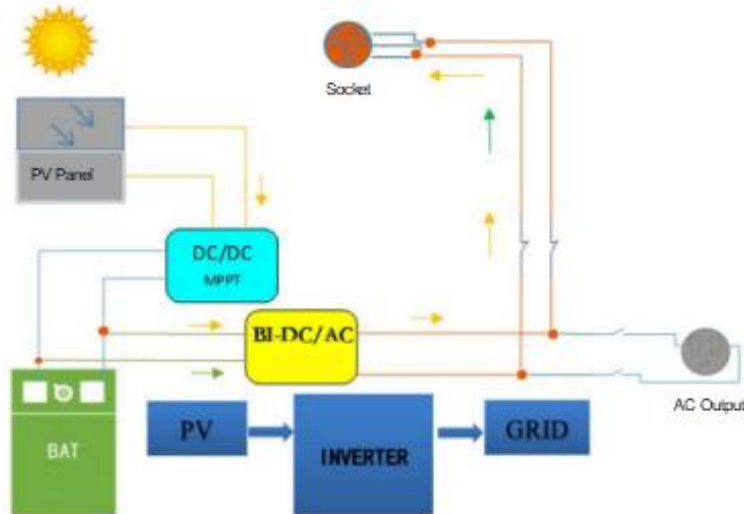 Socket
PV Panel
DC/DC
MPPT
BI-DC/AC
AC Output
BAT
PV
INVERTER
GRID